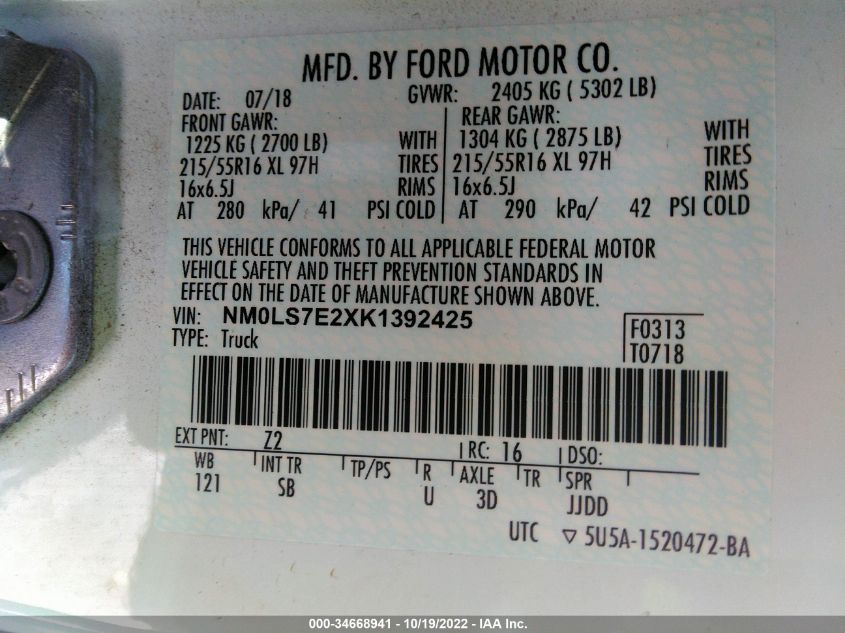 MFD. BY FORD MOTOR CO.
DATE: 07/18 GVWR: 2405 KG ( 5302 LB)
FRONT GAWR: REAR GAWR:
1225 KG ( 2700 LB) WITH 1304 KG ( 2875 LB) WITH
215/55R16 XL 97H TIRES 215/55R16 XL 97H TIRES
16x6.5J RIMS 16x6.5J RIMS
AT 280 kPa/ 41 PSI COLD AT 290 kPa/ 42 PSI COLD
THIS VEHICLE CONFORMS TO ALL APPLICABLE FEDERAL MOTOR
VEHICLE SAFETY AND THEFT PREVENTION STANDARDS IN
EFFECT ON THE DATE OF MANUFACTURE SHOWN ABOVE.
VIN: NM0LS7E2XK1392425
F0313
TYPE: Truck
T0718
EXT PNT: Z2 RC: 16 DSO:
WB INT TR TP/PS R AXLE TR SPR
121 SB U 3D JJDD
UTC ▽ 5U5A-1520472-BA
000-34668941 - 10/19/2022 - IAA Inc.